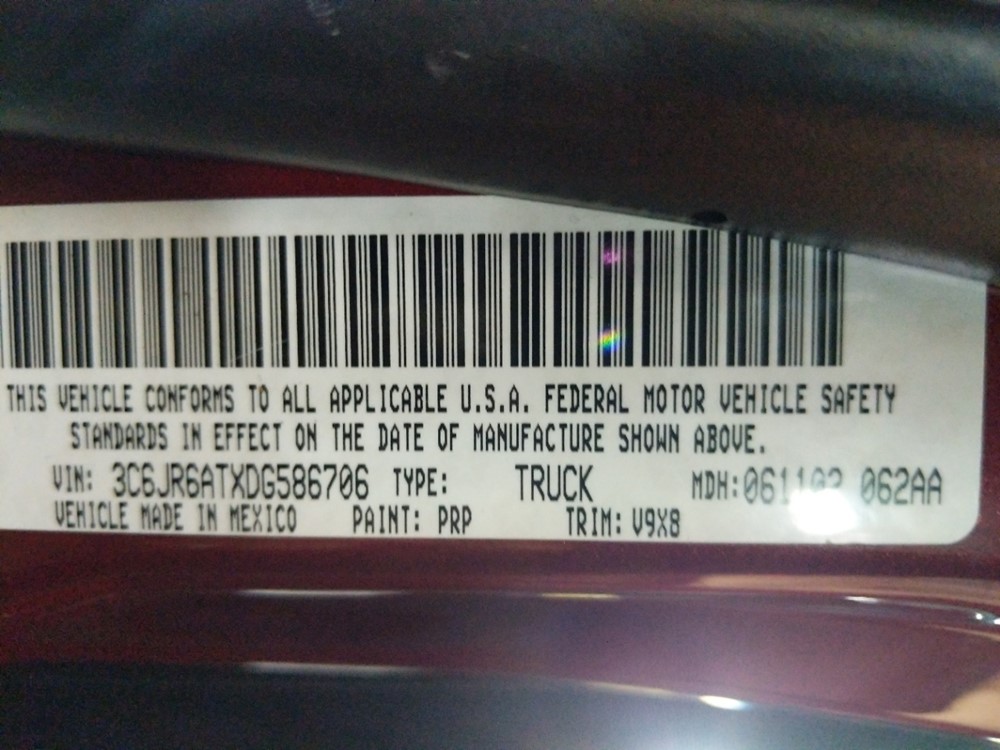 THIS VEHICLE CONFORMS TO ALL APPLICABLE U.S.A. FEDERAL MOTOR VEHICLE SAFETY
STANDARDS IN EFFECT ON THE DATE OF MANUFACTURE SHOWN ABOVE.
VIN: 3C6JR6ATXDG586706 TYPE: TRUCK MDH: 061102 062AA
VEHICLE MADE IN MEXICO PAINT: PRP TRIM: V9X8